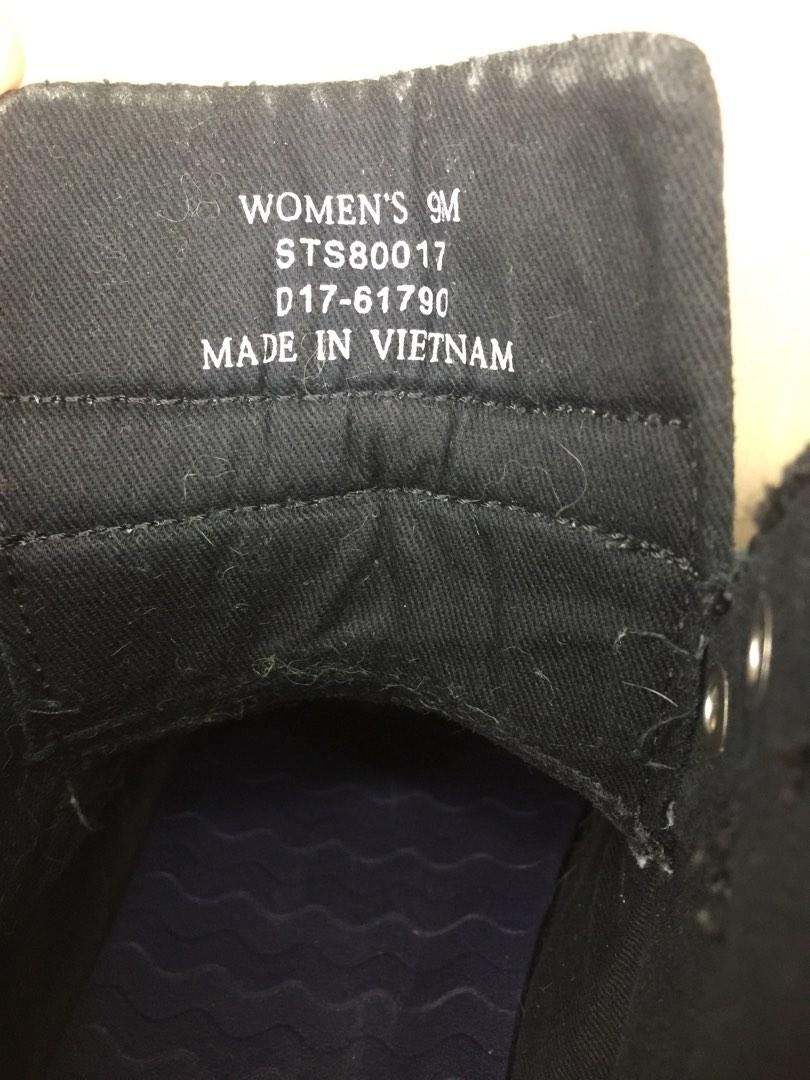 WOMEN'S 9M
STS80017
D17-61790
MADE IN VIETNAM